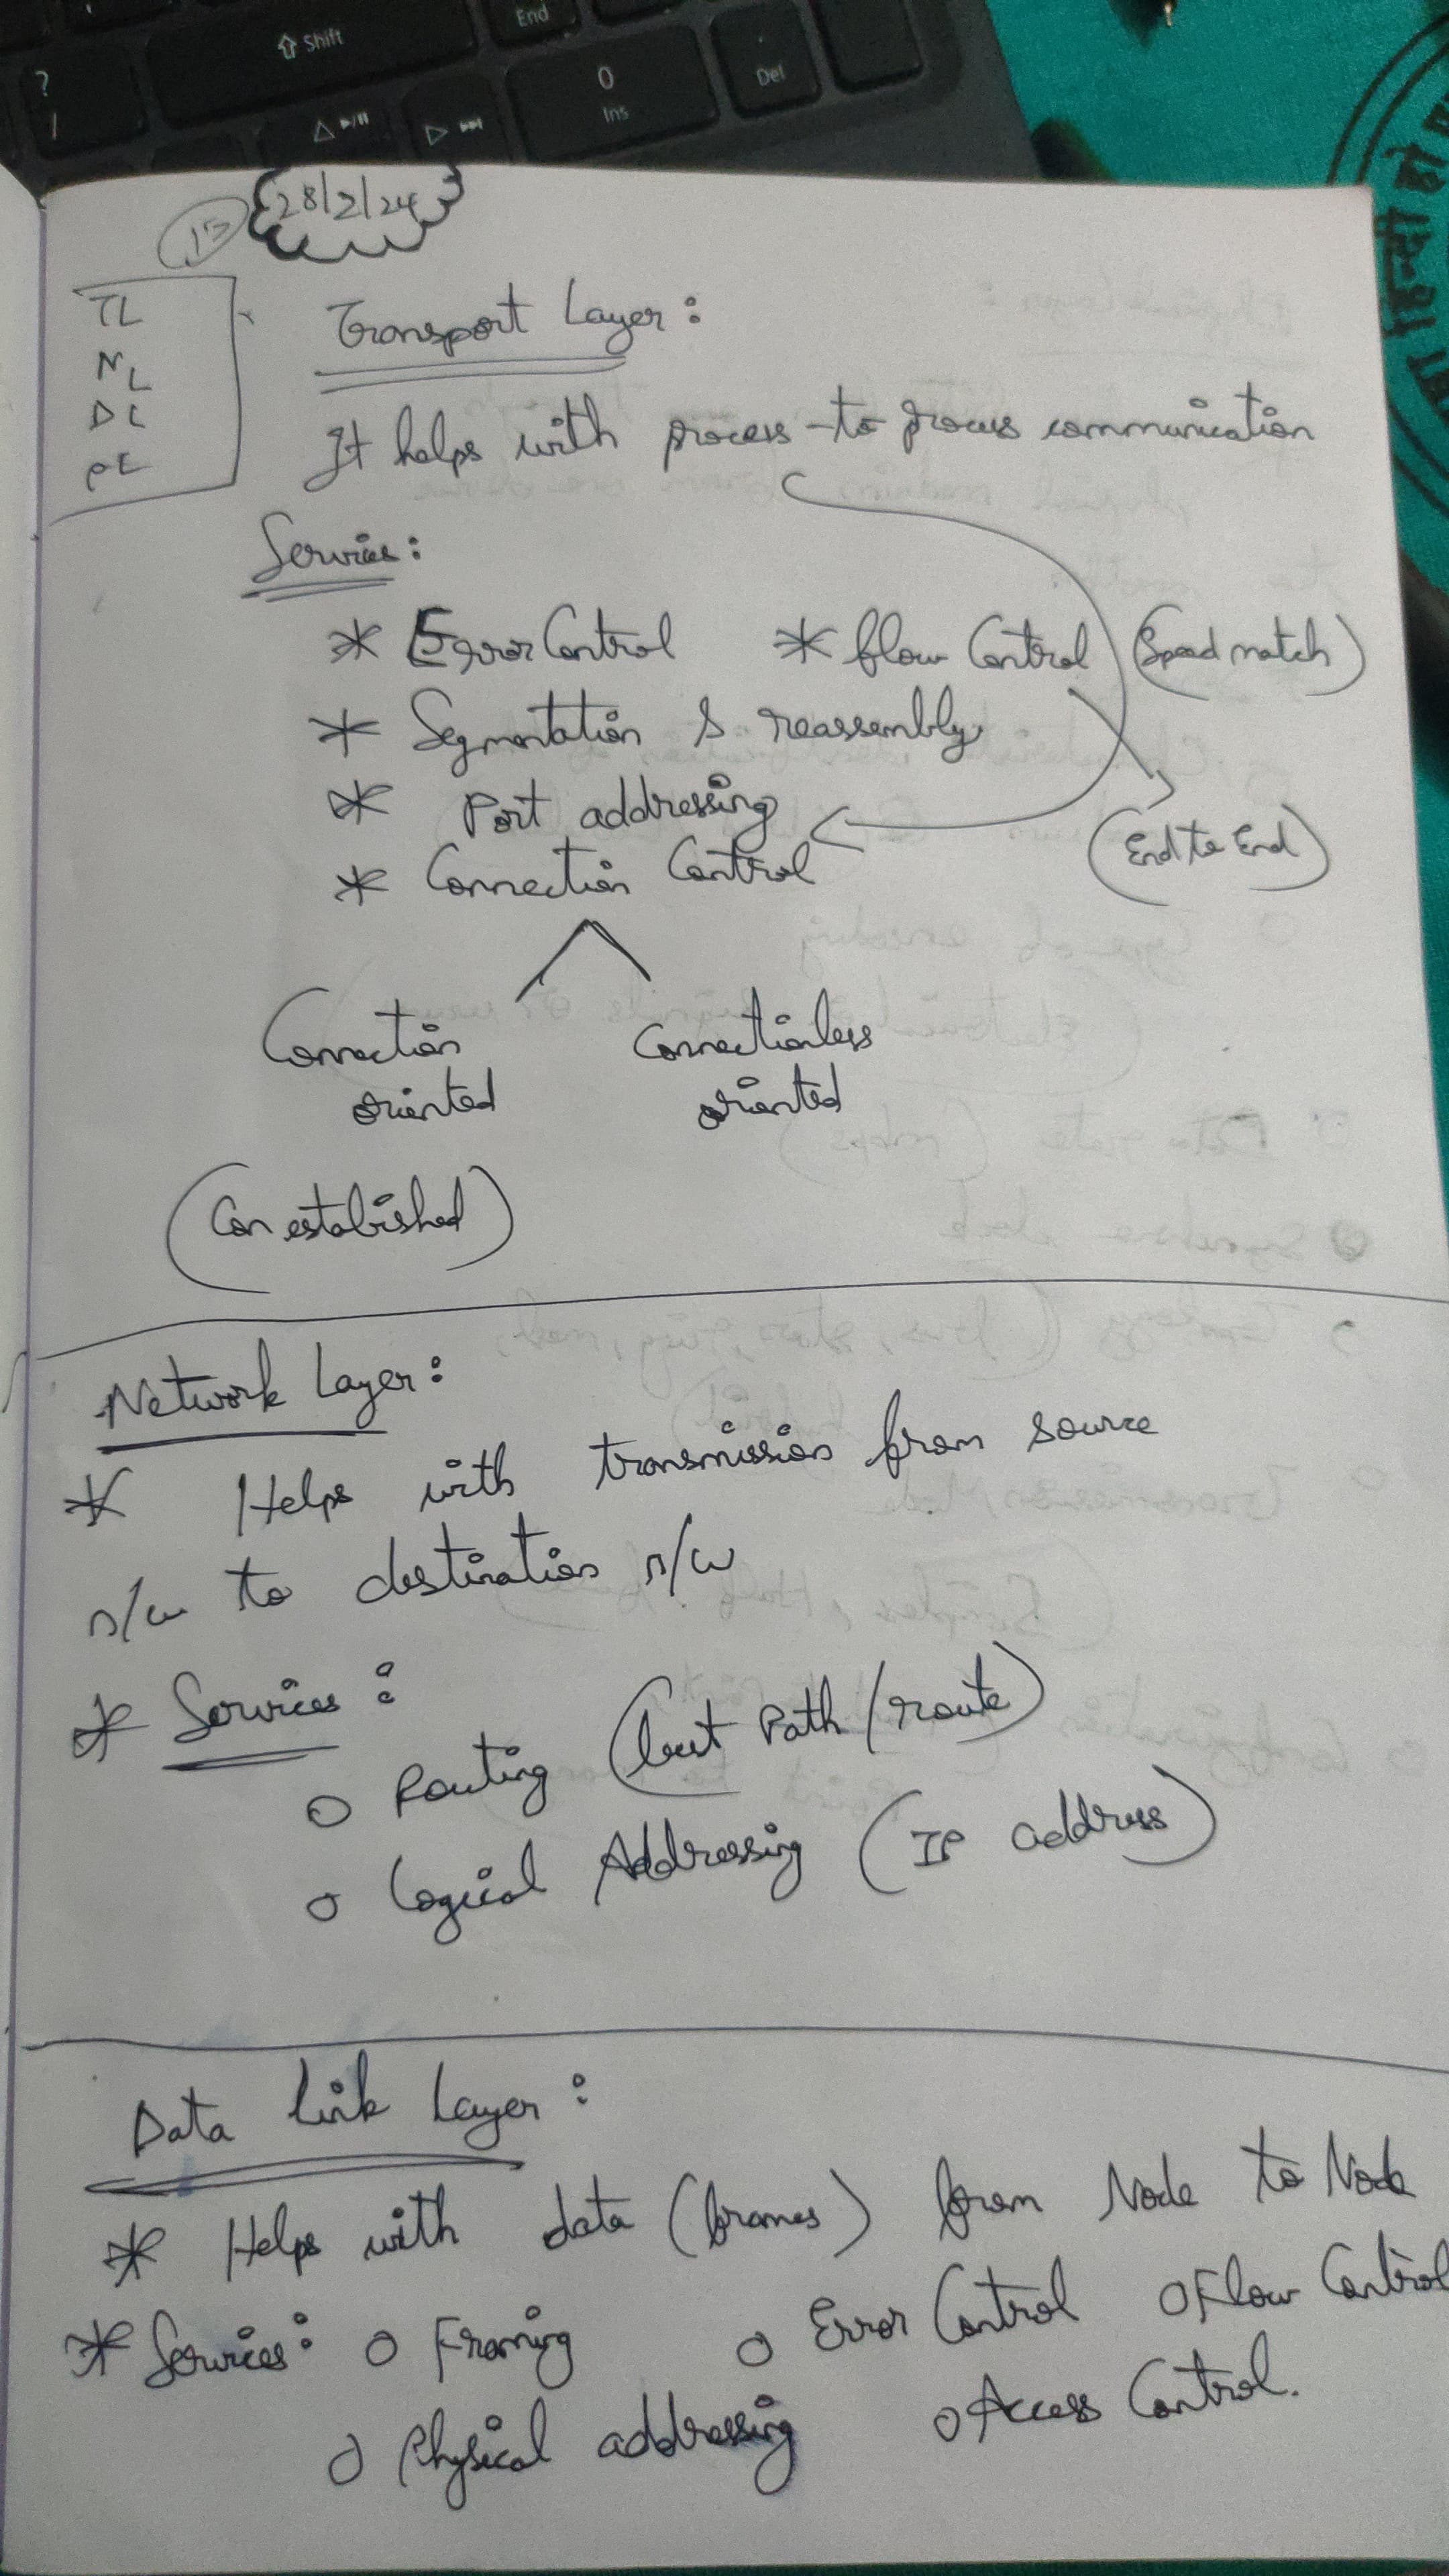 ? /
Shift
End
0 Ins
. Del
15
28/2/24
TL
NL
DL
PL
Transport Layer :
It helps with process-to process communication
Services :
* Error Control * flow Control (Speed match)
* Segmentation & reassembly
* Port addressing
(End to End)
* Connection Control
Connection oriented
Connectionless oriented
(Con established)
Network Layer :
* Helps with transmission from source
n/w to destination n/w
* Services :
o Routing (best Path/route)
o Logical Addressing (IP address)
Data link Layer :
* Helps with data (frames) from Node to Node
* Services : o Framing o Error Control o Flow Control
o Physical addressing o Access Control.